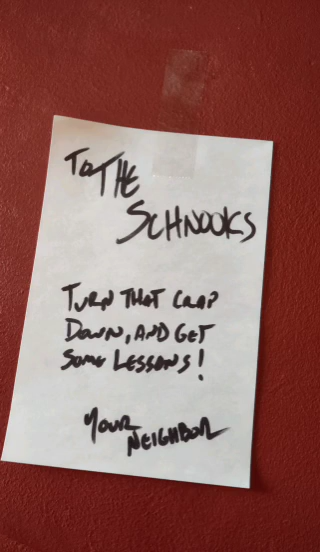 To THE
SCHNOOKS
TURN THAT CRAP
DOWN, AND GET
SOME LESSONS!
YOUR
NEIGHBOR